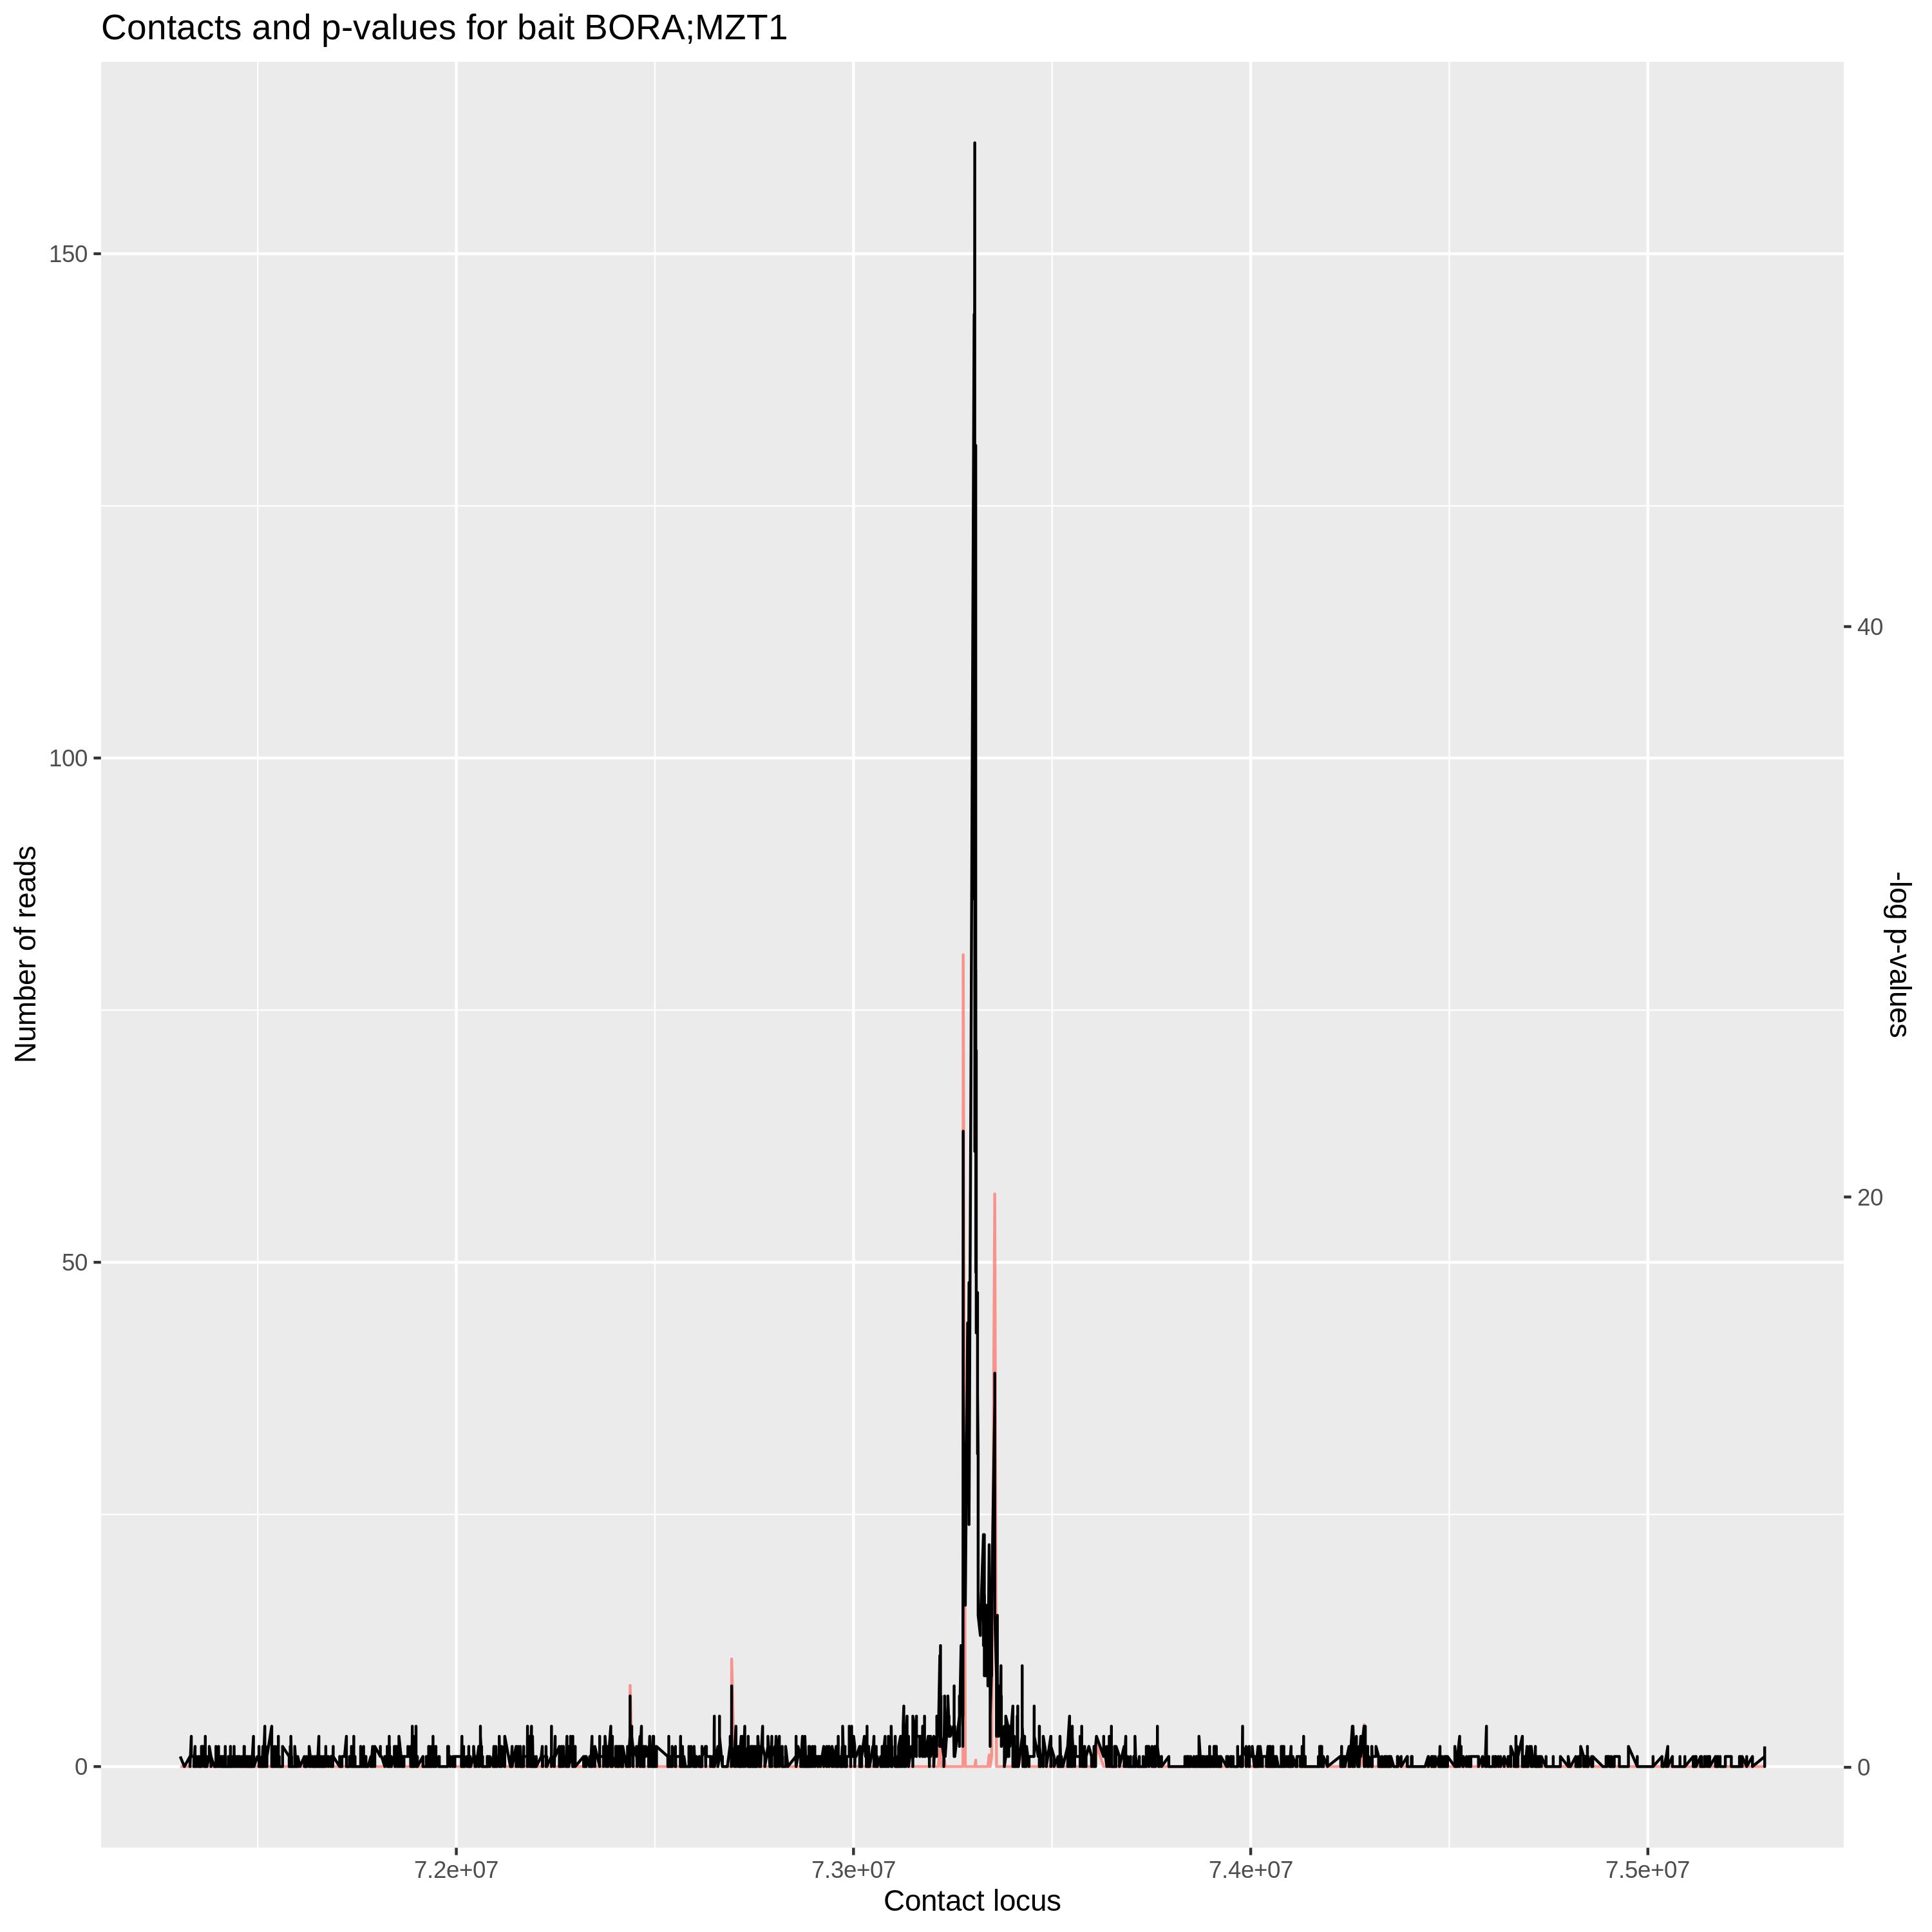 Contacts and p-values for bait BORA;MZT1
150
100
50
0
Number of reads
40
20
0
-log p-values
7.2e+07
7.3e+07
7.4e+07
7.5e+07
Contact locus